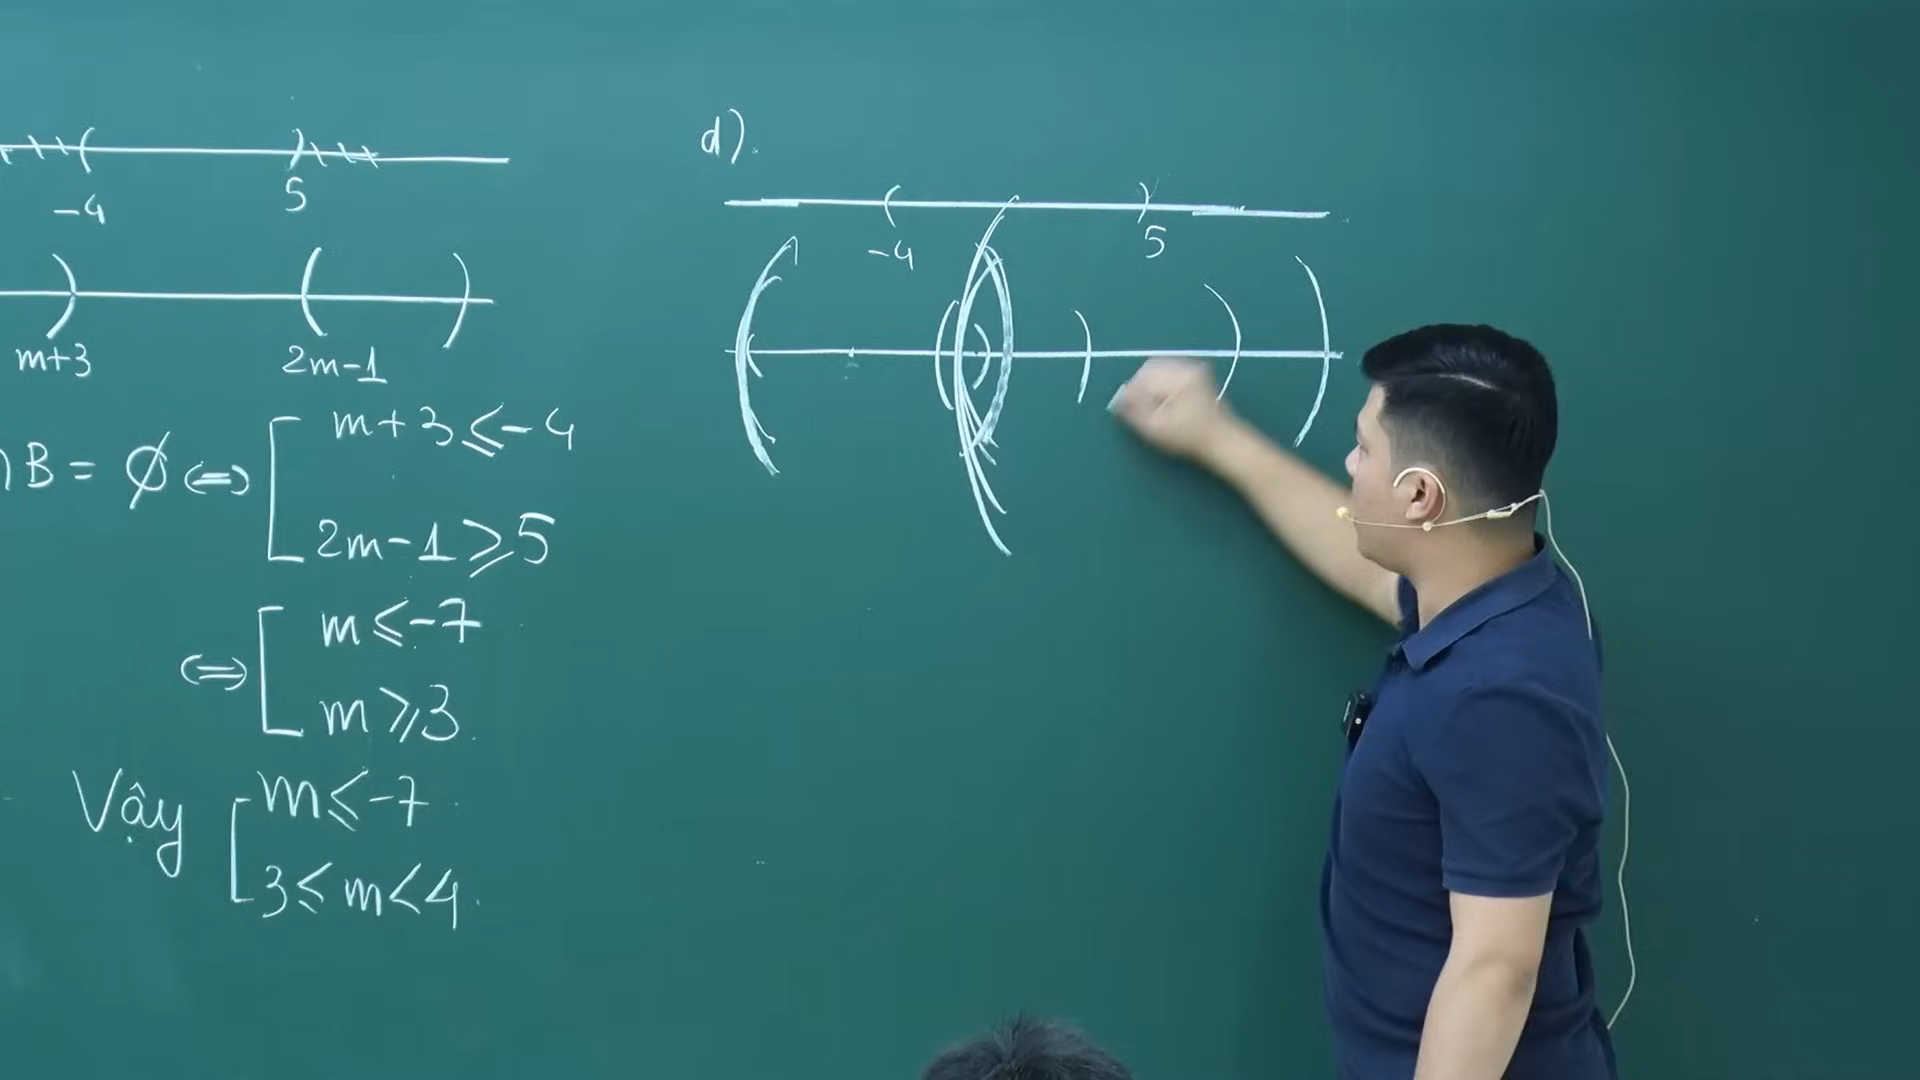 -4 5
m+3 2m-1
∩B = ∅ ⇔ [ m+3 ≤ -4
2m-1 ≥ 5
⇔ [ m ≤ -7
m ≥ 3.
Vậy [ m ≤ -7
3 ≤ m < 4.
d).
-4 5